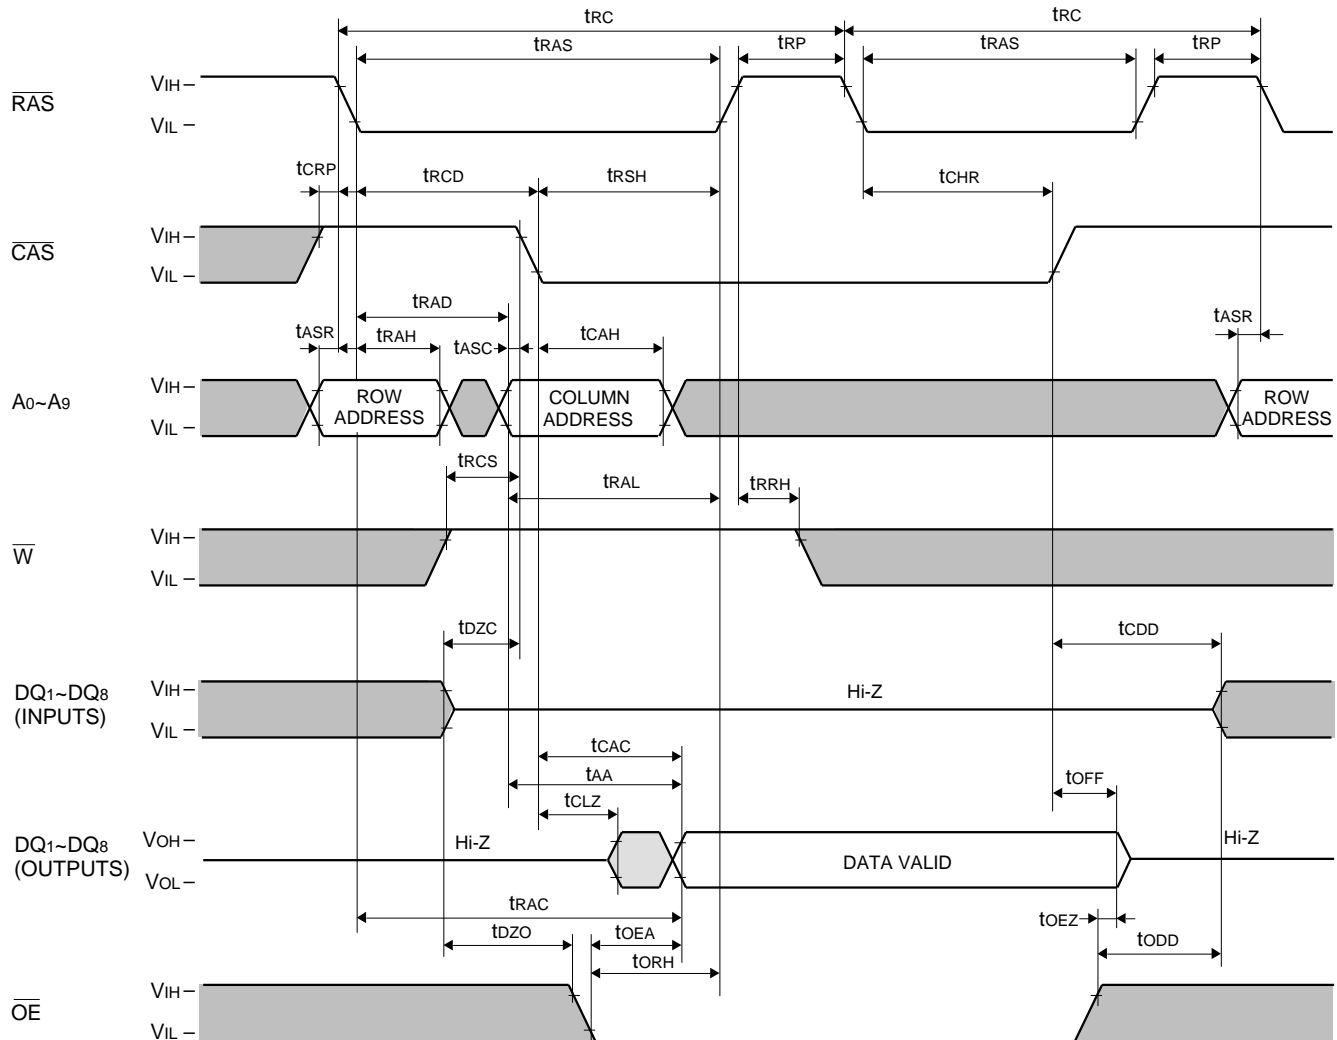 tRC tRC
tRAS tRP tRAS tRP
RAS VIH
VIL
tCRP tRCD tRSH tCHR
CAS VIH
VIL
tRAD
tASR tRAH tASC tCAH tASR
A0~A9 VIH
VIL
ROW
ADDRESS
COLUMN
ADDRESS
ROW
ADDRESS
tRCS tRAL tRRH
W VIH
VIL
tDZC tCDD
DQ1~DQ8
(INPUTS)
VIH
VIL
Hi-Z
tCAC
tAA tOFF
tCLZ
DQ1~DQ8
(OUTPUTS)
VOH
VOL
Hi-Z DATA VALID Hi-Z
tRAC tOEZ
tDZO tOEA tODD
tORH
OE VIH
VIL